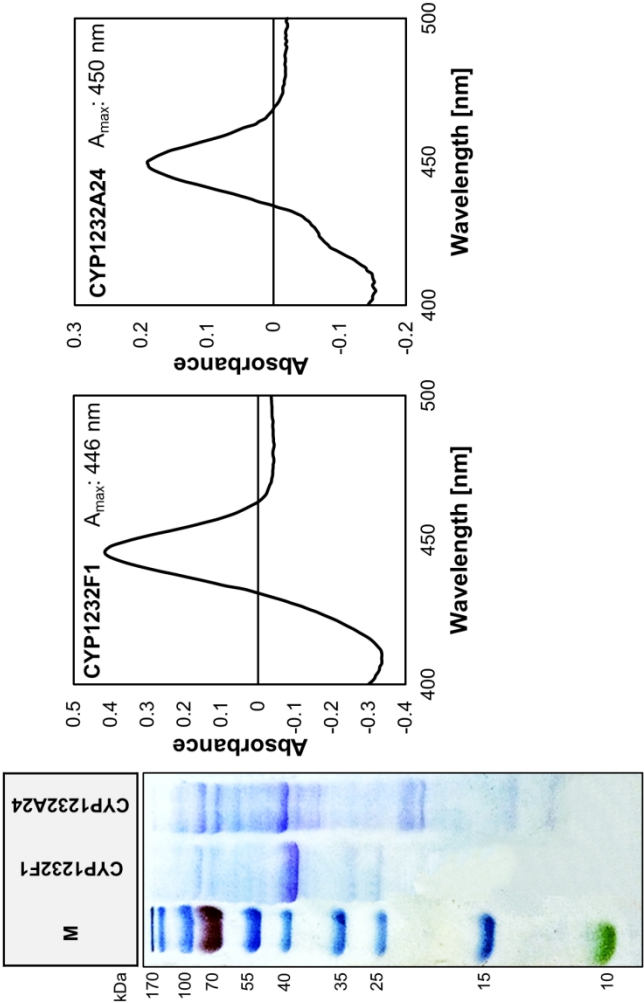 kDa
M
CYP1232F1
CYP1232A24
170
100
70
55
40
35
25
15
10
CYP1232F1 Amax: 446 nm
Absorbance
0.5
0.4
0.3
0.2
0.1
0
-0.1
-0.2
-0.3
-0.4
400 450 500
Wavelength [nm]
CYP1232A24 Amax: 450 nm
Absorbance
0.3
0.2
0.1
0
-0.1
-0.2
400 450 500
Wavelength [nm]